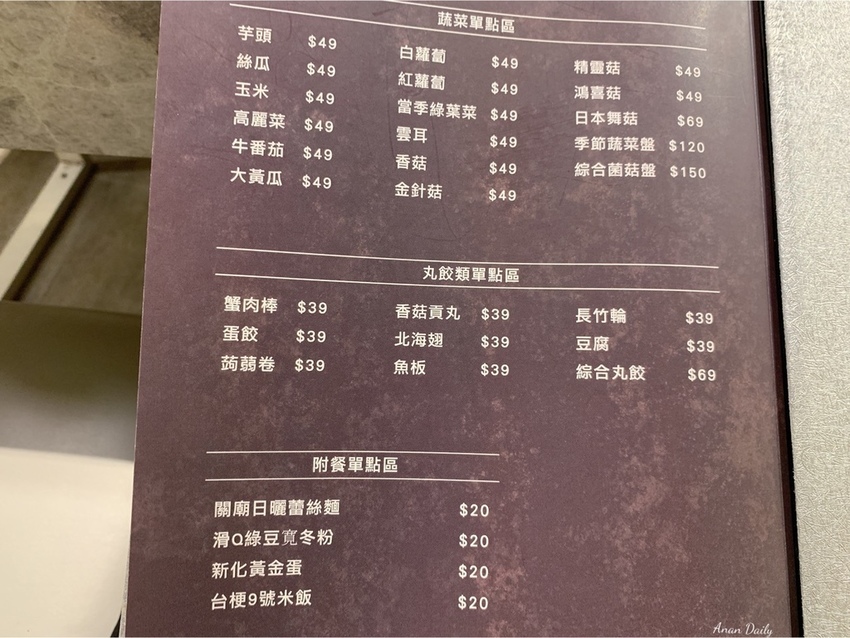 蔬菜單點區
芋頭 $49
絲瓜 $49
玉米 $49
高麗菜 $49
牛番茄 $49
大黃瓜 $49
白蘿蔔 $49
紅蘿蔔 $49
當季綠葉菜 $49
雲耳 $49
香菇 $49
金針菇 $49
精靈菇 $49
鴻喜菇 $49
日本舞菇 $69
季節蔬菜盤 $120
綜合菌菇盤 $150
丸餃類單點區
蟹肉棒 $39
蛋餃 $39
蒟蒻卷 $39
香菇貢丸 $39
北海翅 $39
魚板 $39
長竹輪 $39
豆腐 $39
綜合丸餃 $69
附餐單點區
關廟日曬蕾絲麵 $20
滑Q綠豆寬冬粉 $20
新化黃金蛋 $20
台梗9號米飯 $20
Anan Daily